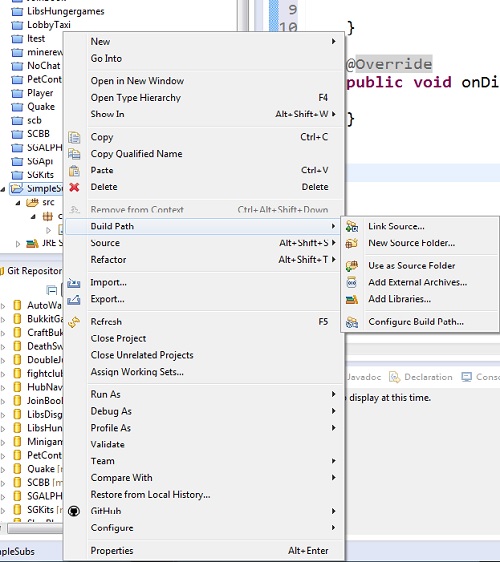 LibsHungergames
LobbyTaxi
ltest
minerew
NoChat
PetCont
Player
Quake
scb
SCBB
SGALPH
SGApi
SGKits
SimpleSubs
src
JRE S
Git Repositor
AutoWa
BukkitGa
CraftBuk
DeathSw
DoubleJu
fightclub
HubNav
JoinBook
LibsDisg
LibsHun
Minigam
PetCont
Quake [m
SCBB [m
SGALPH
SGKits [
mpleSubs
New
Go Into
Open in New Window
Open Type Hierarchy F4
Show In Alt+Shift+W
Copy Ctrl+C
Copy Qualified Name
Paste Ctrl+V
Delete Delete
Remove from Context Ctrl+Alt+Shift+Down
Build Path
Source Alt+Shift+S
Refactor Alt+Shift+T
Import...
Export...
Refresh F5
Close Project
Close Unrelated Projects
Assign Working Sets...
Run As
Debug As
Profile As
Validate
Team
Compare With
Restore from Local History...
GitHub
Configure
Properties Alt+Enter
Link Source...
New Source Folder...
Use as Source Folder
Add External Archives...
Add Libraries...
Configure Build Path...
9
10 }
@Override
public void onDi
}
Javadoc Declaration Conso
o display at this time.